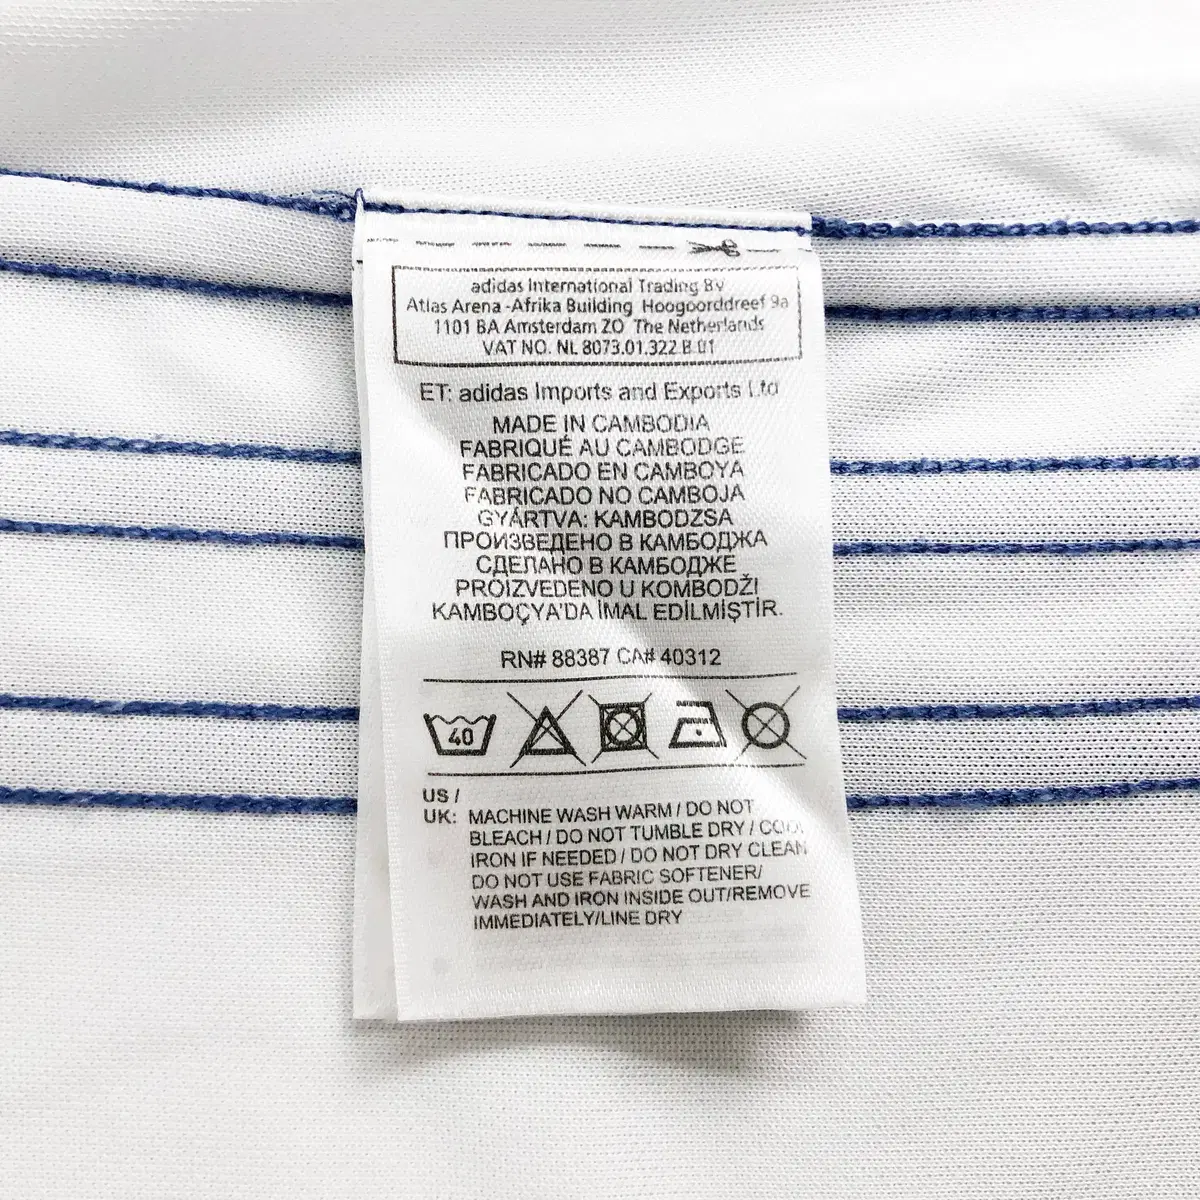 adidas International Trading BV
Atlas Arena -Afrika Building Hoogoorddreef 9a
1101 BA Amsterdam ZO The Netherlands
VAT NO. NL 8073.01.322.B.01
ET: adidas Imports and Exports Ltd
MADE IN CAMBODIA
FABRIQUÉ AU CAMBODGE
FABRICADO EN CAMBOYA
FABRICADO NO CAMBOJA
GYÁRTVA: KAMBODZSA
ПРОИЗВЕДЕНО В КАМБОДЖА
СДЕЛАНО В КАМБОДЖЕ
PROIZVEDENO U KOMBODŽI
KAMBOÇYA'DA İMAL EDİLMİŞTİR.
RN# 88387 CA# 40312
40
US /
UK: MACHINE WASH WARM / DO NOT
BLEACH / DO NOT TUMBLE DRY / COOL
IRON IF NEEDED / DO NOT DRY CLEAN
DO NOT USE FABRIC SOFTENER/
WASH AND IRON INSIDE OUT/REMOVE
IMMEDIATELY/LINE DRY